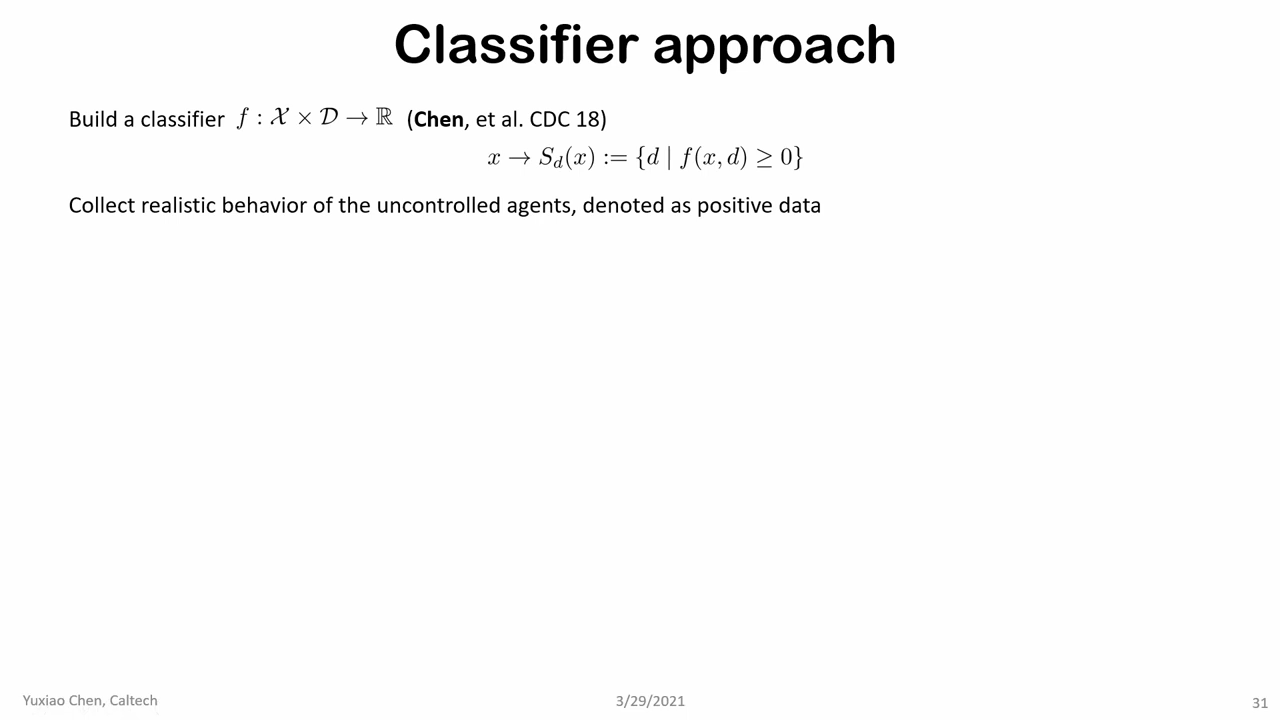 Classifier approach
Build a classifier f : 𝒳 × 𝒟 → ℝ (Chen, et al. CDC 18)
x → S_d(x) := {d | f(x, d) ≥ 0}
Collect realistic behavior of the uncontrolled agents, denoted as positive data
Yuxiao Chen, Caltech
3/29/2021
31